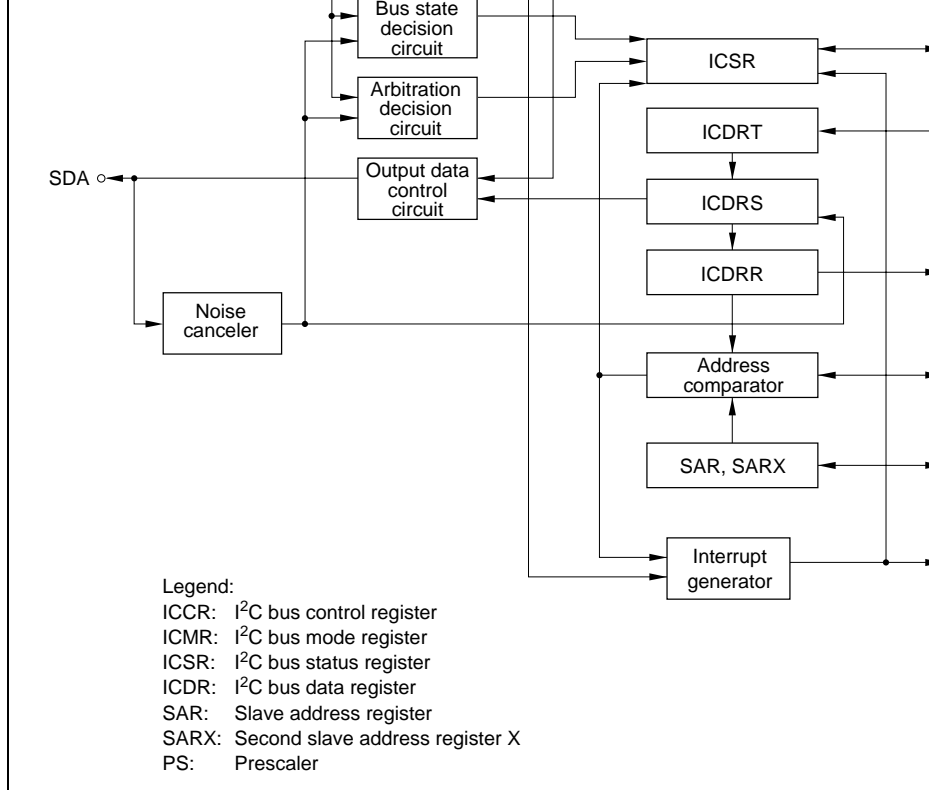 Bus state
decision
circuit
ICSR
Arbitration
decision
circuit
ICDRT
SDA
Output data
control
circuit
ICDRS
ICDRR
Noise
canceler
Address
comparator
SAR, SARX
Interrupt
generator
Legend:
ICCR: I²C bus control register
ICMR: I²C bus mode register
ICSR: I²C bus status register
ICDR: I²C bus data register
SAR: Slave address register
SARX: Second slave address register X
PS: Prescaler